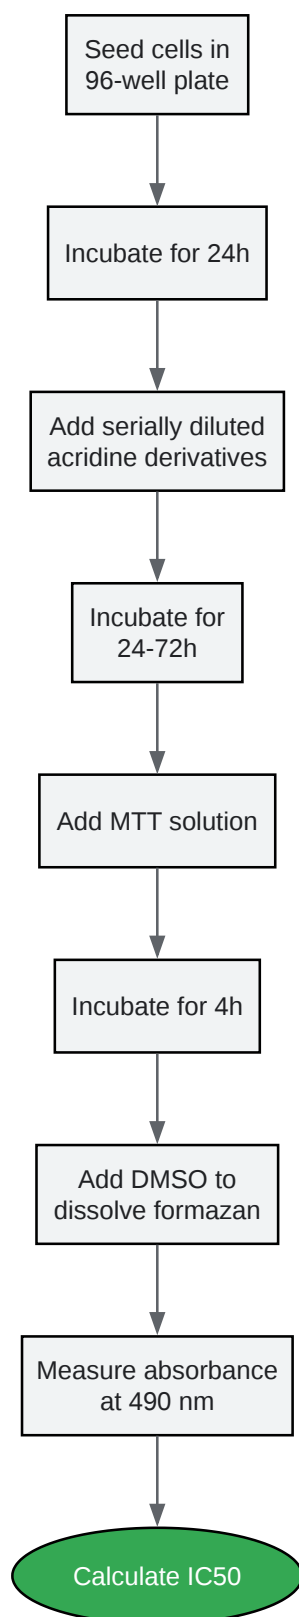 Seed cells in
96-well plate
Incubate for 24h
Add serially diluted
acridine derivatives
Incubate for
24-72h
Add MTT solution
Incubate for 4h
Add DMSO to
dissolve formazan
Measure absorbance
at 490 nm
Calculate IC50